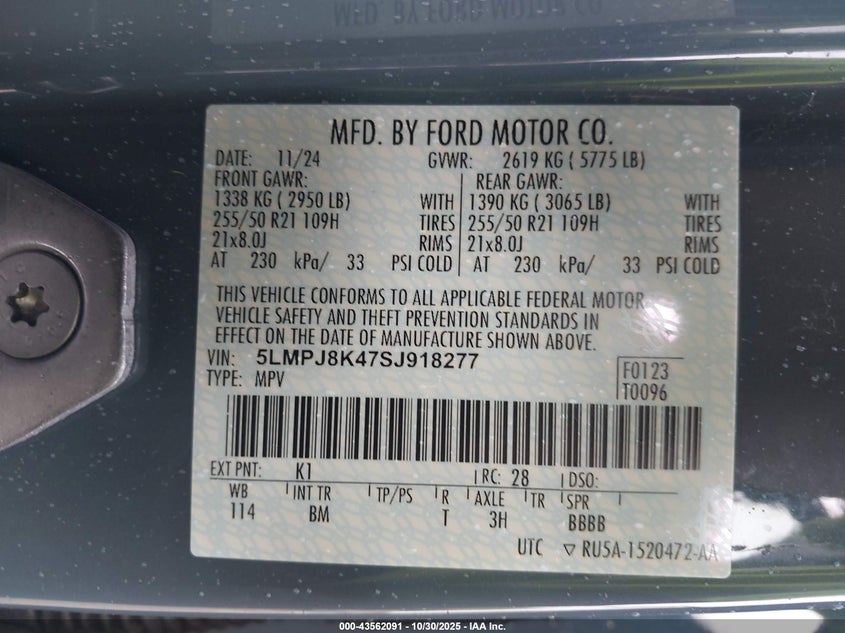 MFD. BY FORD MOTOR CO.
DATE: 11/24 GVWR: 2619 KG ( 5775 LB)
FRONT GAWR: REAR GAWR:
1338 KG ( 2950 LB) WITH 1390 KG ( 3065 LB) WITH
255/50 R21 109H TIRES 255/50 R21 109H TIRES
21x8.0J RIMS 21x8.0J RIMS
AT 230 kPa/ 33 PSI COLD AT 230 kPa/ 33 PSI COLD
THIS VEHICLE CONFORMS TO ALL APPLICABLE FEDERAL MOTOR
VEHICLE SAFETY AND THEFT PREVENTION STANDARDS IN
EFFECT ON THE DATE OF MANUFACTURE SHOWN ABOVE.
VIN: 5LMPJ8K47SJ918277
TYPE: MPV
F0123
T0096
EXT PNT: K1 RC: 28 DSO:
WB INT TR TP/PS R AXLE TR SPR
114 BM T 3H BBBB
UTC ▽ RU5A-1520472-AA
000-43562091 - 10/30/2025 - IAA Inc.